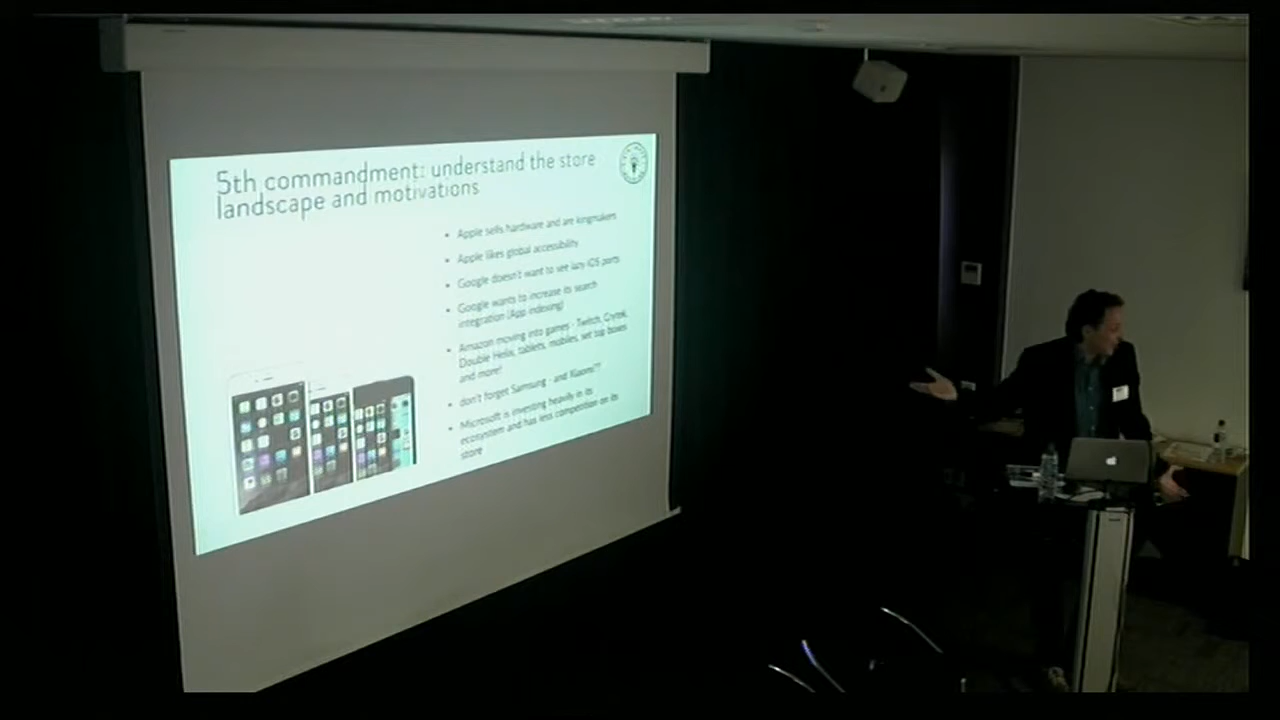 5th commandment: understand the store
landscape and motivations
• Apple sells hardware and are kingmakers
• Apple likes global accessibility
• Google doesn't want to see lazy iOS ports
• Google wants to increase its search
integration (App indexing)
• Amazon moving into games - Twitch, Crytek,
Double Helix, tablets, mobiles, set top boxes
and more!
• don't forget Samsung - and Xiaomi??
• Microsoft is investing heavily in its
ecosystem and has less competition on its
store